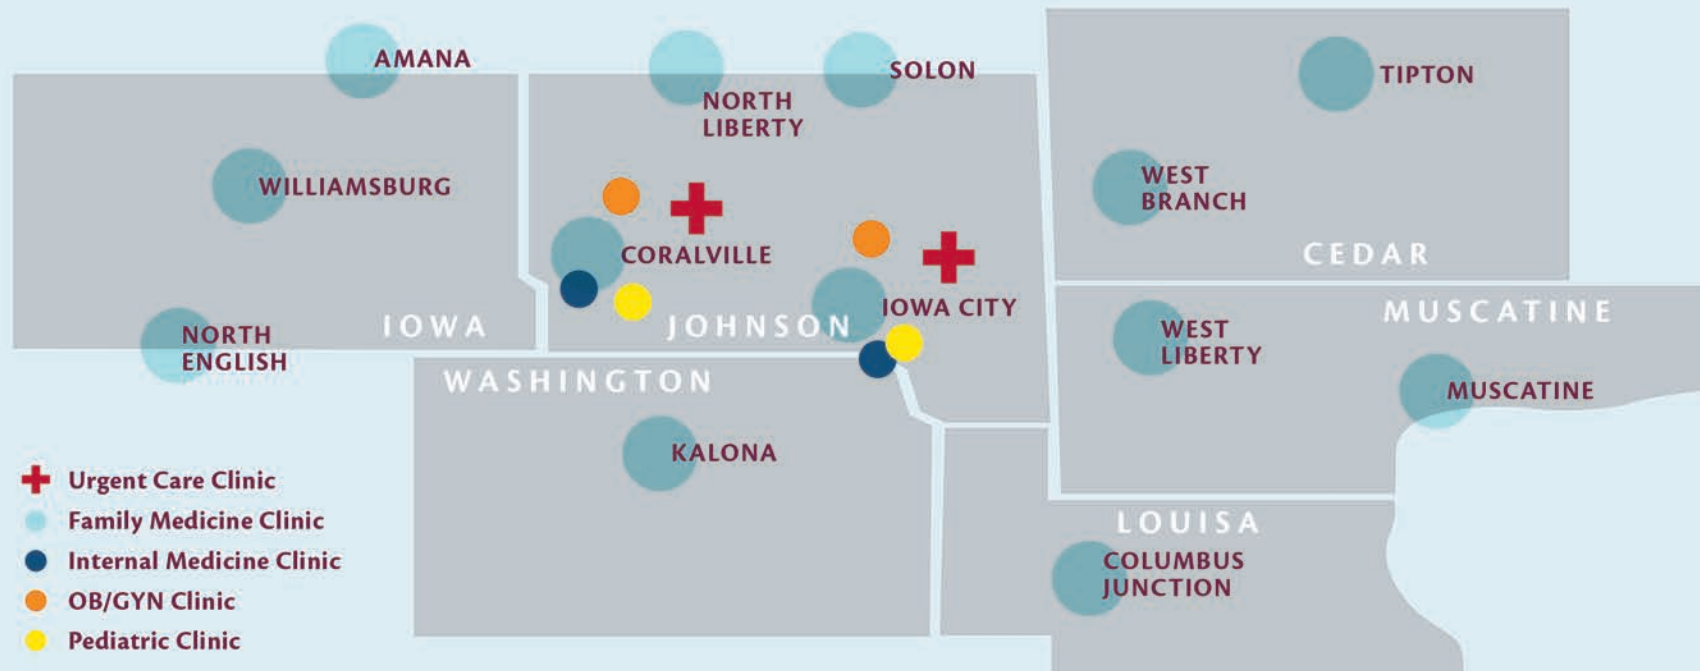 AMANA
SOLON
TIPTON
NORTH
LIBERTY
WILLIAMSBURG
WEST
BRANCH
CORALVILLE
CEDAR
IOWA CITY
MUSCATINE
NORTH
ENGLISH
IOWA
JOHNSON
WEST
LIBERTY
WASHINGTON
MUSCATINE
KALONA
LOUISA
COLUMBUS
JUNCTION
Urgent Care Clinic
Family Medicine Clinic
Internal Medicine Clinic
OB/GYN Clinic
Pediatric Clinic